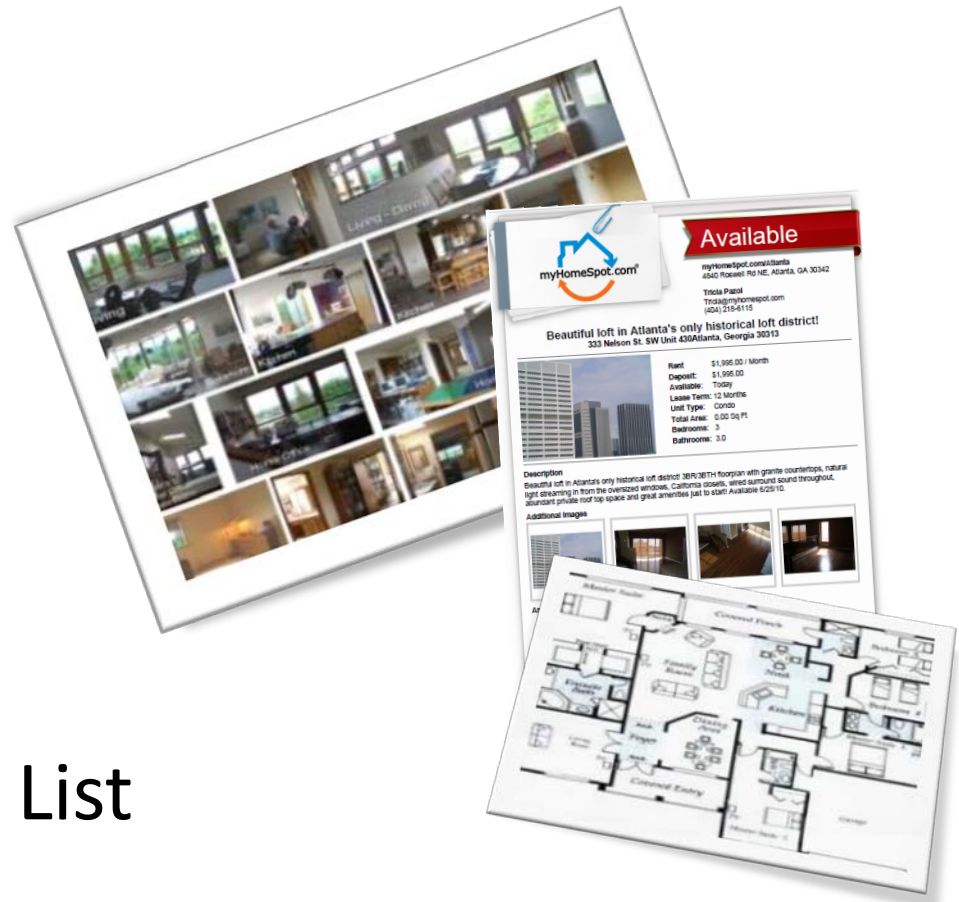 Living - Dining
Living
Kitchen
Kitchen
Home Office
myHomeSpot.com®
Available
myHomeSpot.com/Atlanta
4840 Roswell Rd NE, Atlanta, GA 30342
Tricia Pazol
Tricia@myhomespot.com
(404) 216-6115
Beautiful loft in Atlanta's only historical loft district!
333 Nelson St. SW Unit 430Atlanta, Georgia 30313
Rent $1,995.00 / Month
Deposit: $1,995.00
Available: Today
Lease Term: 12 Months
Unit Type: Condo
Total Area: 0.00 Sq Ft
Bedrooms: 3
Bathrooms: 3.0
Description
Beautiful loft in Atlanta's only historical loft district! 3BR/3BTH floorplan with granite countertops, natural
light streaming in from the oversized windows, California closets, wired surround sound throughout,
abundant private roof top space and great amenities just to start! Available 6/25/10.
Additional Images
Master Suite
Covered Porch
Family
Room
Nook
Kitchen
Dining
Area
Foyer
Covered Entry
Garage
List